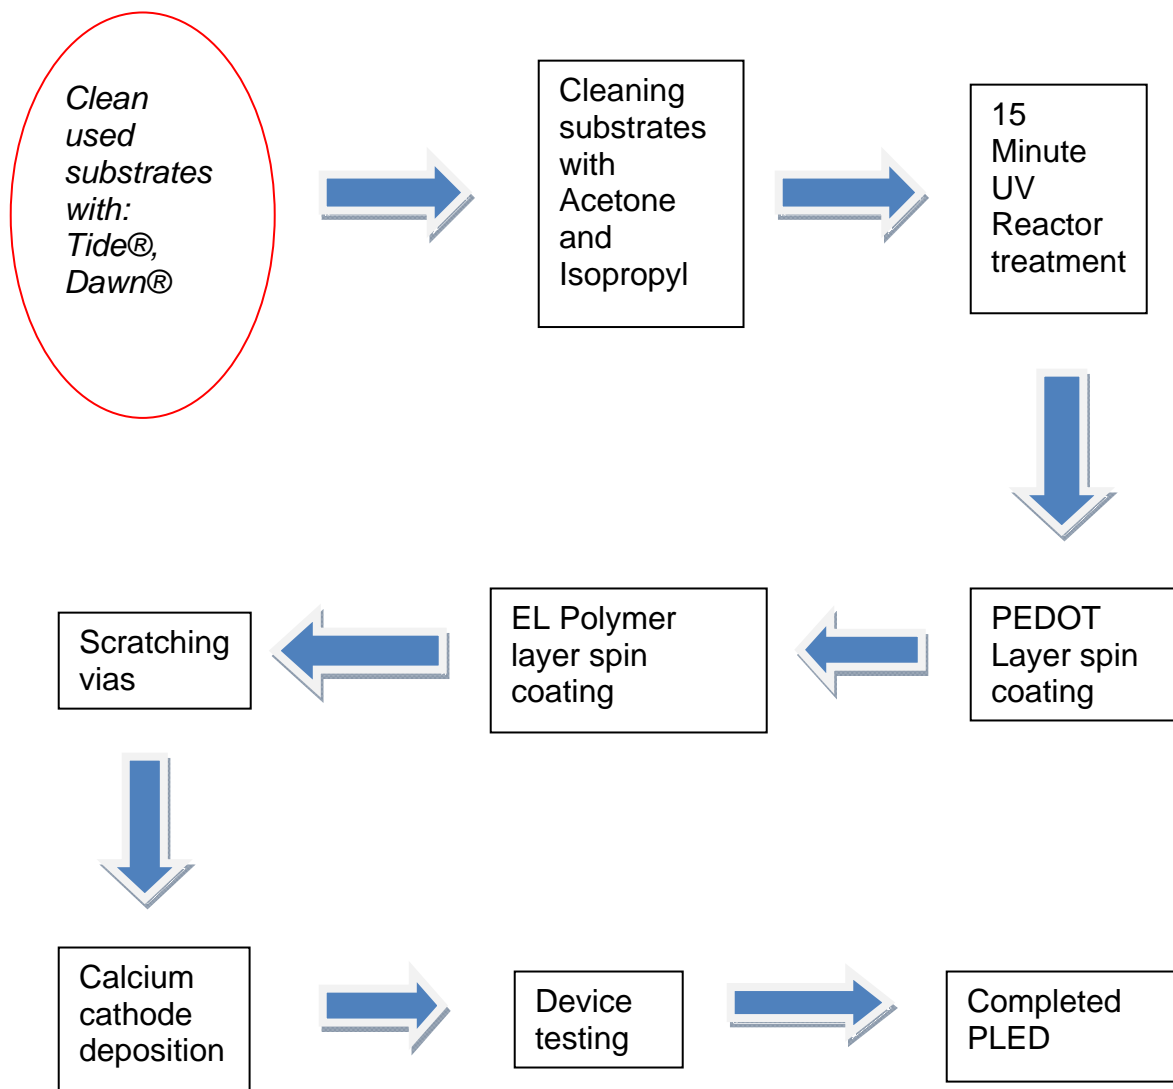 Clean
used
substrates
with:
Tide®,
Dawn®
Cleaning
substrates
with
Acetone
and
Isopropyl
15
Minute
UV
Reactor
treatment
PEDOT
Layer spin
coating
EL Polymer
layer spin
coating
Scratching
vias
Calcium
cathode
deposition
Device
testing
Completed
PLED